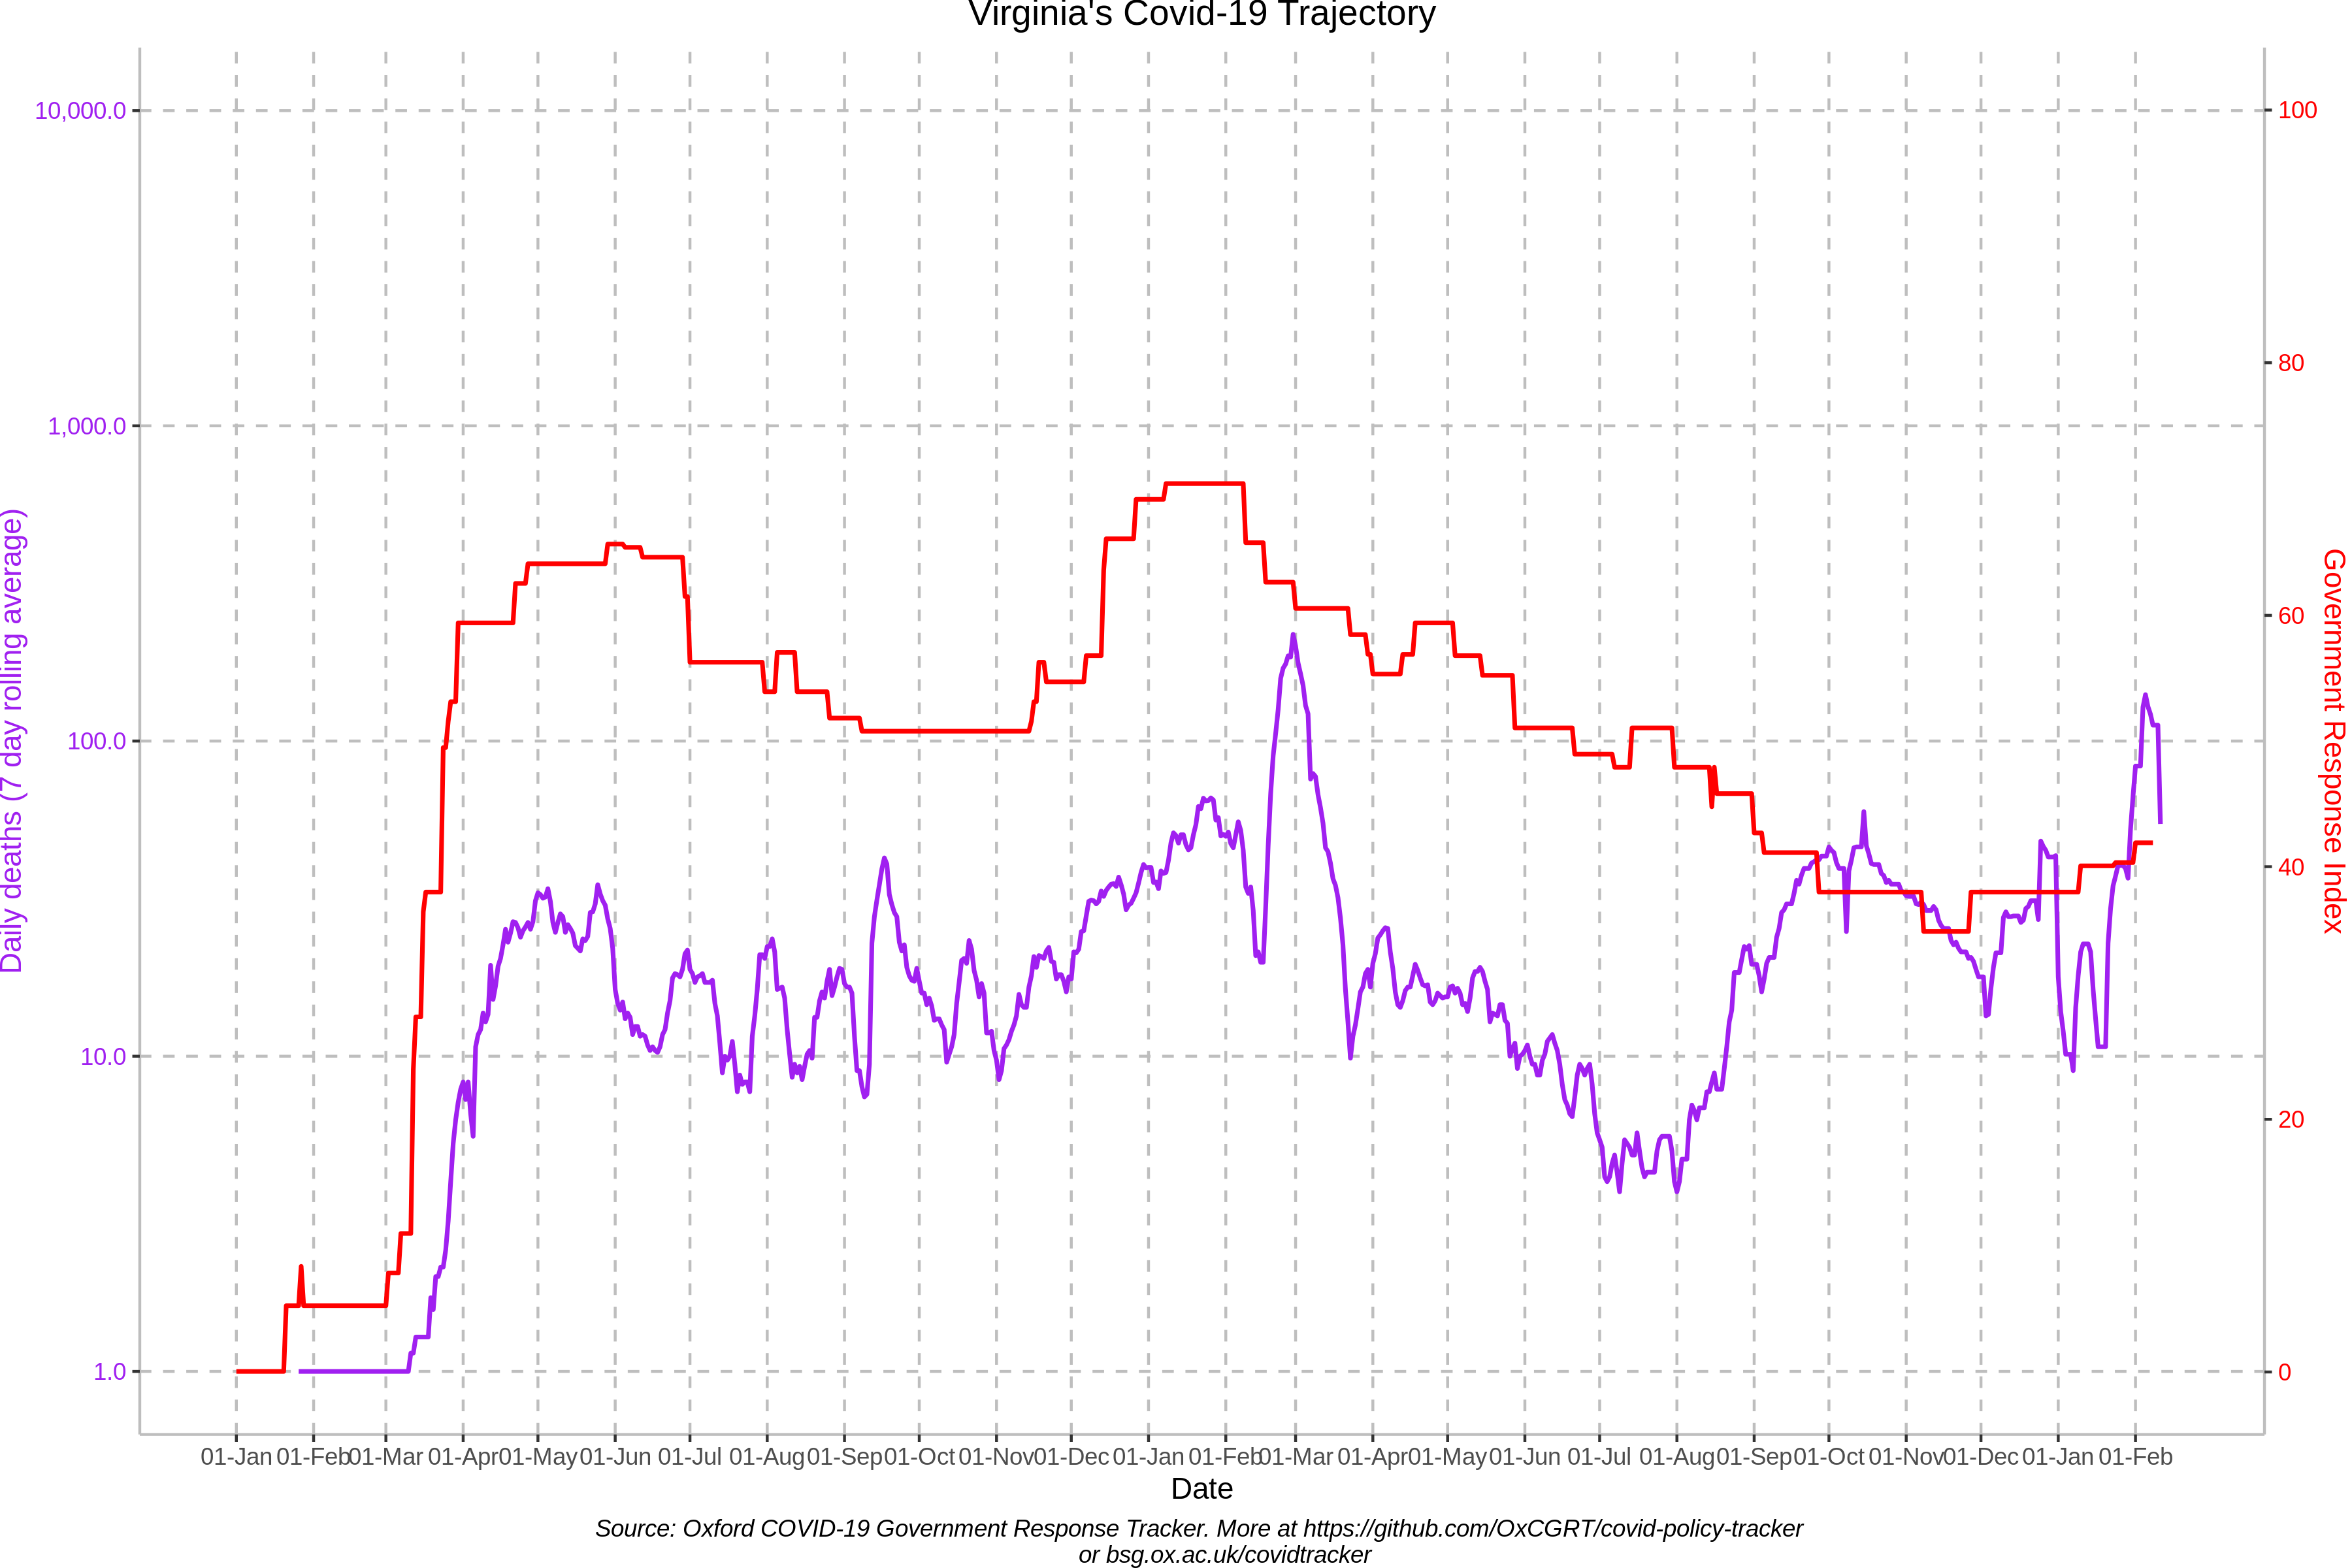 Virginia's Covid-19 Trajectory
10,000.0
1,000.0
100.0
10.0
1.0
Daily deaths (7 day rolling average)
100
80
60
40
20
0
Government Response Index
01-Jan 01-Feb 01-Mar 01-Apr 01-May 01-Jun 01-Jul 01-Aug 01-Sep 01-Oct 01-Nov 01-Dec 01-Jan 01-Feb 01-Mar 01-Apr 01-May 01-Jun 01-Jul 01-Aug 01-Sep 01-Oct 01-Nov 01-Dec 01-Jan 01-Feb
Date
Source: Oxford COVID-19 Government Response Tracker. More at https://github.com/OxCGRT/covid-policy-tracker
or bsg.ox.ac.uk/covidtracker